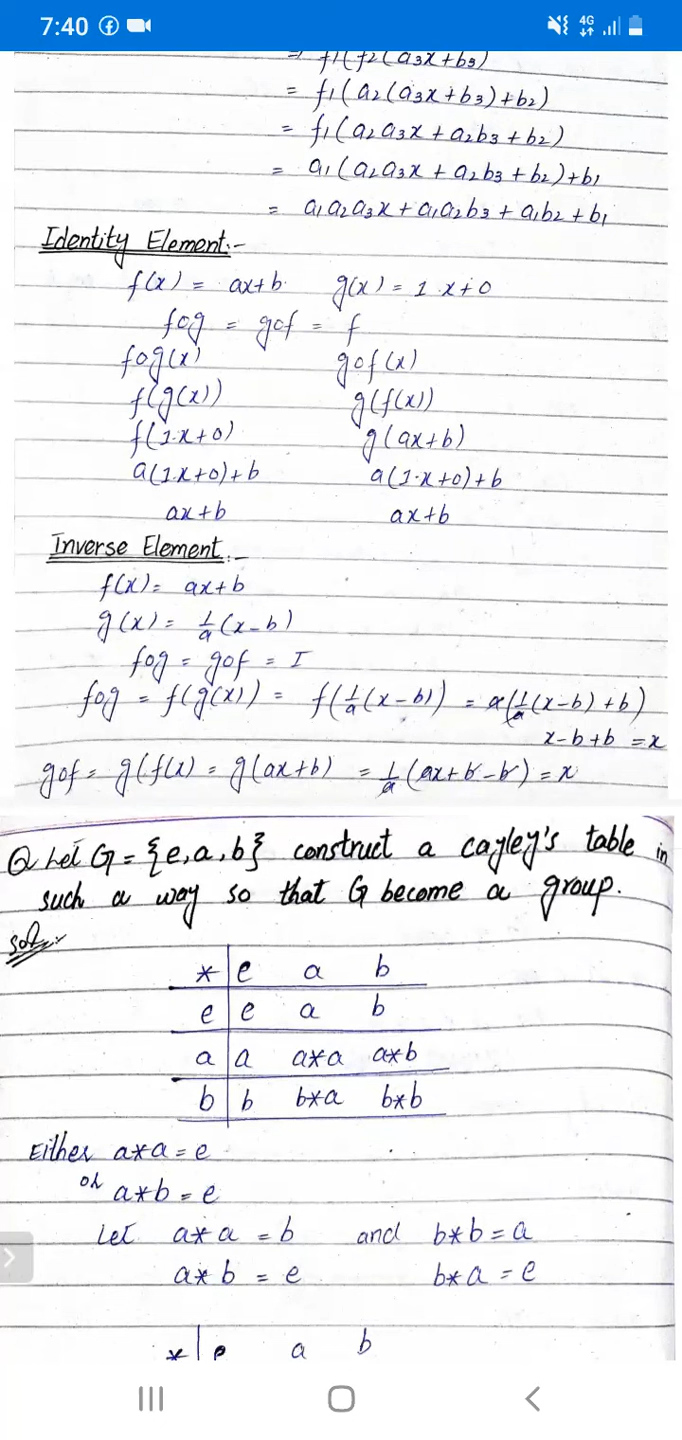 7:40
4G
= f1(f2(a3x+b3)
= f1(a2(a3x+b3)+b2)
= f1(a2a3x + a2b3 + b2)
= a1(a2a3x + a2b3 + b2)+b1
= a1a2a3x + a1a2b3 + a1b2 + b1
Identity Element:-
f(x) = ax+b g(x) = 1·x+0
fog = gof = f
fog(x) gof(x)
f(g(x)) g(f(x))
f(1·x+0) g(ax+b)
a(1·x+0)+b a(1·x+0)+b
ax+b ax+b
Inverse Element:-
f(x)= ax+b
g(x) = 1/a(x-b)
fog = gof = I
fog = f(g(x)) = f(1/a(x-b)) = a(1/a(x-b)+b)
x-b+b = x
gof = g(f(x) = g(ax+b) = 1/a(ax+b-b) = x
Q Let G = {e,a,b} construct a cayley's table in
such a way so that G become a group.
Sol:-
* e a b
e e a b
a a a*a a*b
b b b*a b*b
Either a*a = e
or a*b = e
Let a*a = b and b*b = a
a*b = e b*a = e
* e a b